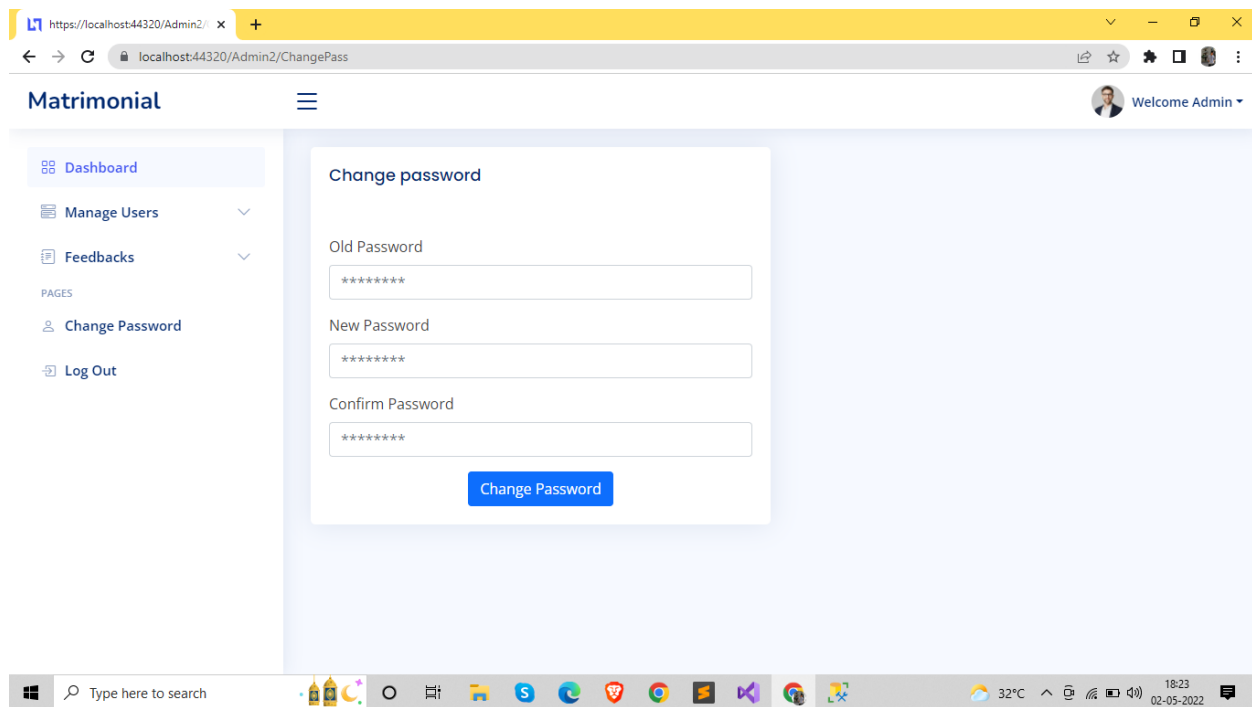 https://localhost:44320/Admin2/
localhost:44320/Admin2/ChangePass
Matrimonial
Welcome Admin
Dashboard
Manage Users
Feedbacks
PAGES
Change Password
Log Out
Change password
Old Password
********
New Password
********
Confirm Password
********
Change Password
Type here to search
32°C
18:23
02-05-2022